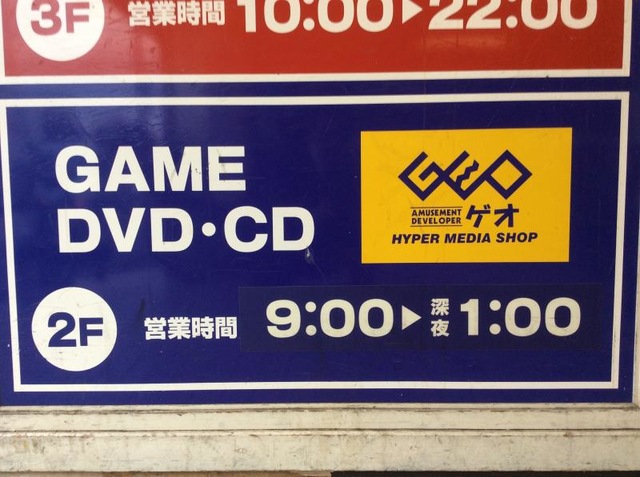 3F 営業時間 10:00▶22:00
GAME
DVD・CD
GEO
AMUSEMENT
DEVELOPER
ゲオ
HYPER MEDIA SHOP
2F 営業時間 9:00▶深夜1:00